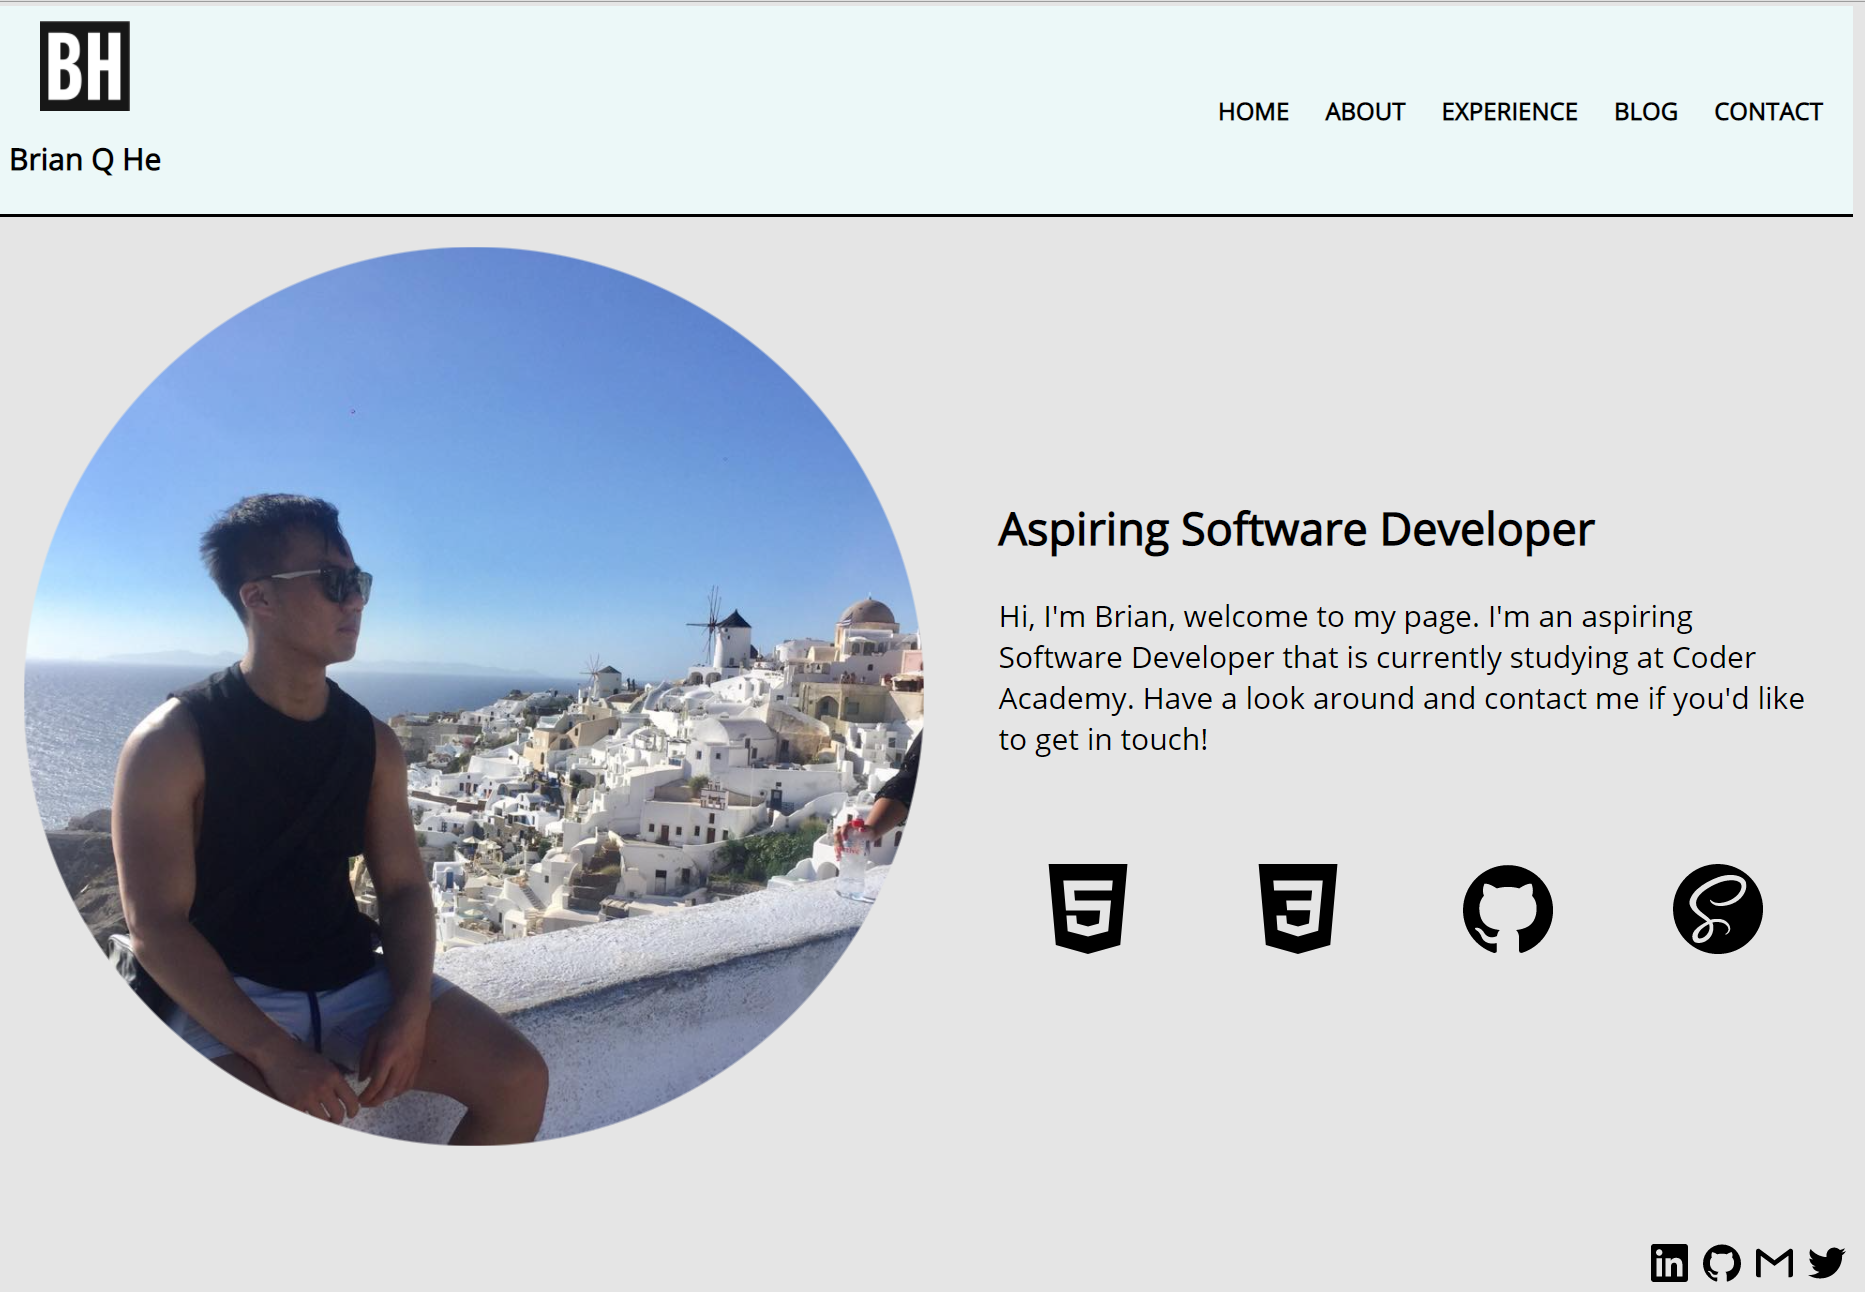 BH
Brian Q He
HOME ABOUT EXPERIENCE BLOG CONTACT
Aspiring Software Developer
Hi, I'm Brian, welcome to my page. I'm an aspiring
Software Developer that is currently studying at Coder
Academy. Have a look around and contact me if you'd like
to get in touch!
5 3
in